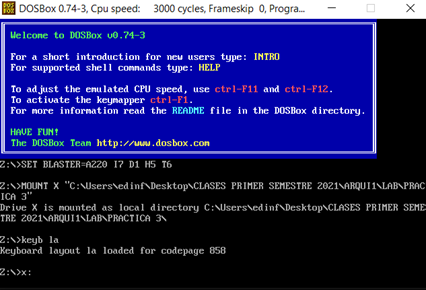 DOSBox 0.74-3, Cpu speed: 3000 cycles, Frameskip 0, Progra...
Welcome to DOSBox v0.74-3
For a short introduction for new users type: INTRO
For supported shell commands type: HELP
To adjust the emulated CPU speed, use ctrl-F11 and ctrl-F12.
To activate the keymapper ctrl-F1.
For more information read the README file in the DOSBox directory.
HAVE FUN!
The DOSBox Team http://www.dosbox.com
Z:\>SET BLASTER=A220 I7 D1 H5 T6
Z:\>MOUNT X "C:\Users\edinf\Desktop\CLASES PRIMER SEMESTRE 2021\ARQUI1\LAB\PRACT
ICA 3"
Drive X is mounted as local directory C:\Users\edinf\Desktop\CLASES PRIMER SEMES
TRE 2021\ARQUI1\LAB\PRACTICA 3\
Z:\>keyb la
Keyboard layout la loaded for codepage 858
Z:\>x: